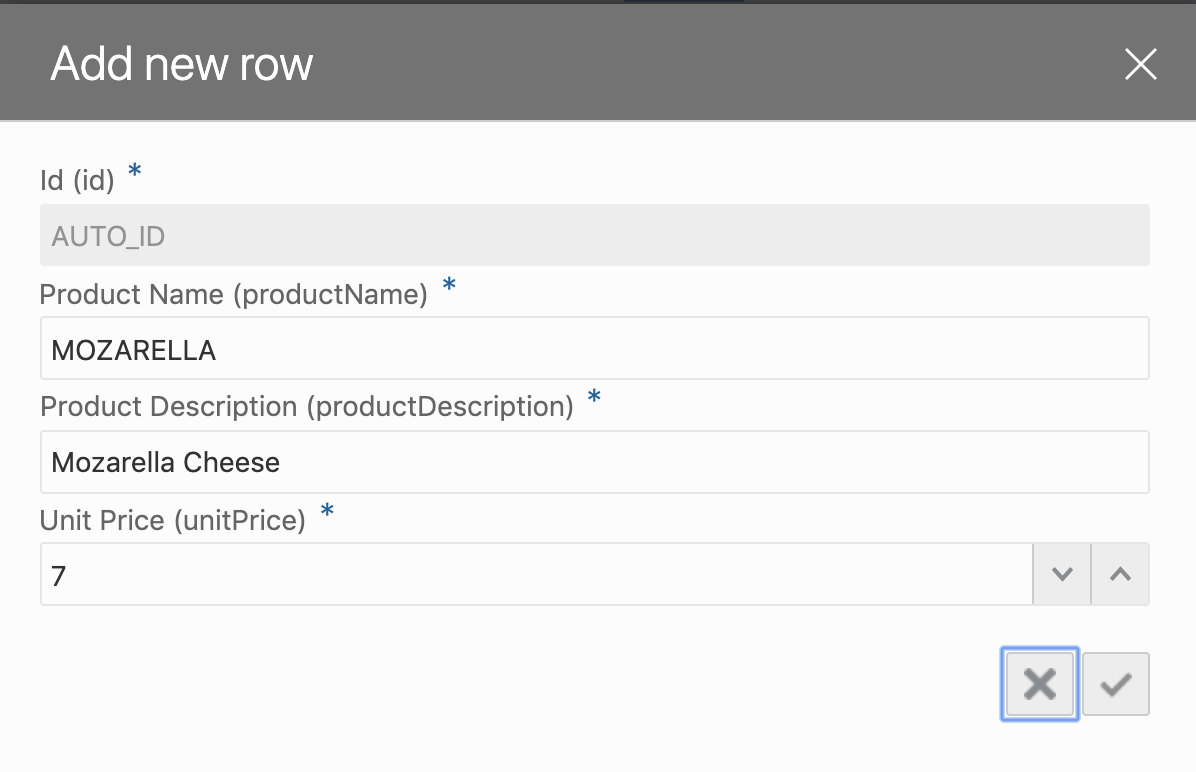 Add new row
Id (id) *
AUTO_ID
Product Name (productName) *
MOZARELLA
Product Description (productDescription) *
Mozarella Cheese
Unit Price (unitPrice) *
7